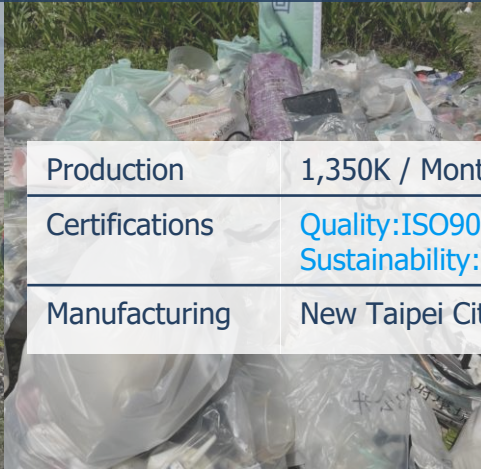 Production 1,350K / Mont
Certifications Quality:ISO90
Sustainability:
Manufacturing New Taipei Cit